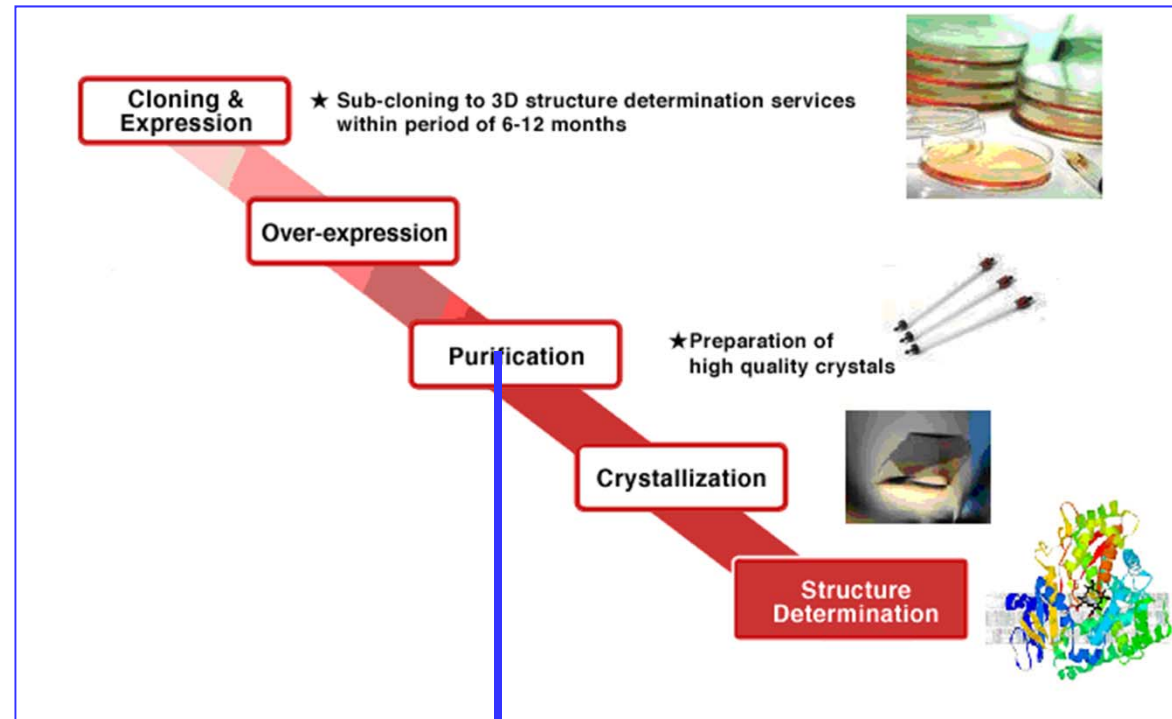 Cloning &
Expression
★ Sub-cloning to 3D structure determination services
within period of 6-12 months
Over-expression
Purification
★Preparation of
high quality crystals
Crystallization
Structure
Determination